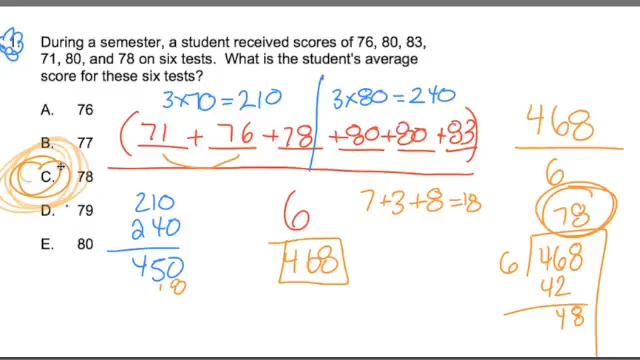 13
During a semester, a student received scores of 76, 80, 83,
71, 80, and 78 on six tests. What is the student's average
score for these six tests?
A. 76
B. 77
C. 78
D. 79
E. 80
3×70=210
3×80=240
(71 + 76 +78 +80+80+83)
6
468
210
240
450
18
7+3+8=18
468
6
78
6 468
42
48